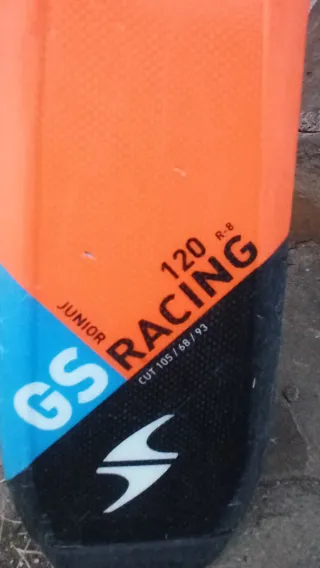 120 R-8
JUNIOR
GS RACING
CUT 105 / 68 / 93